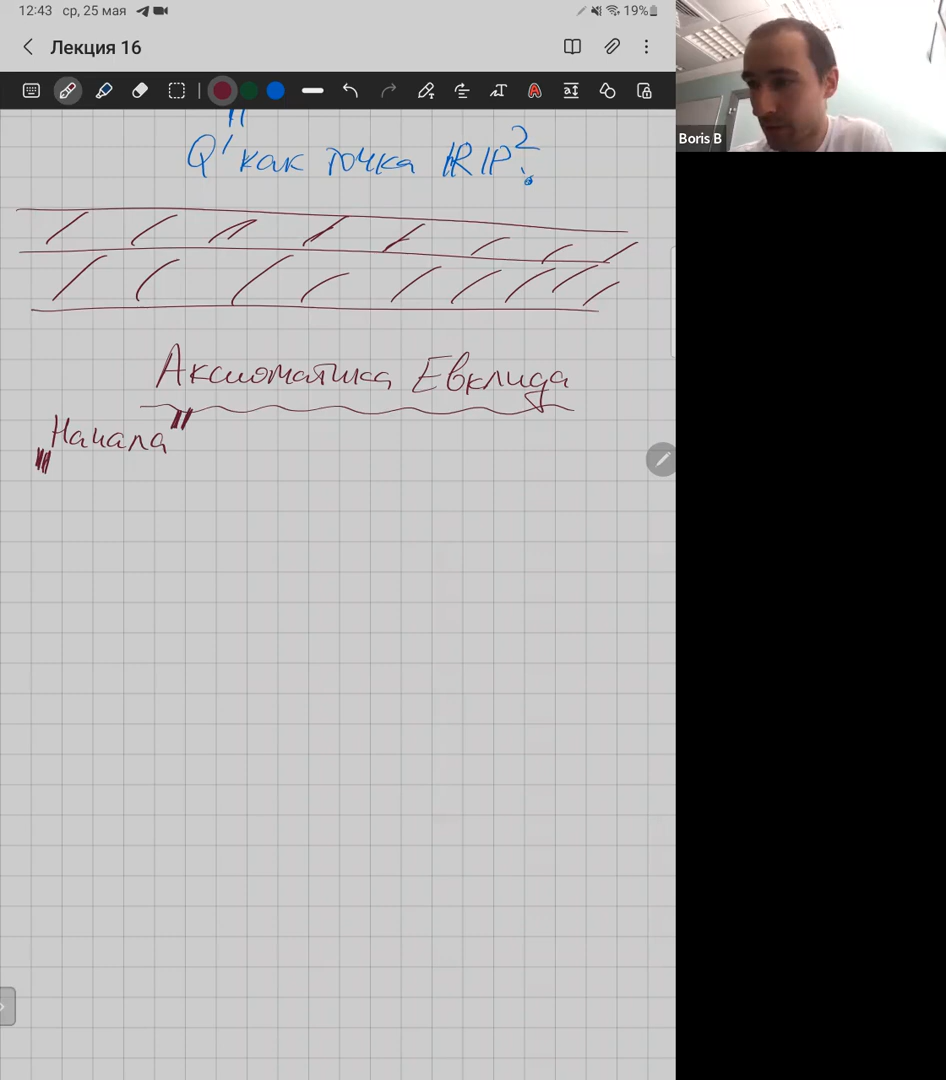 12:43 ср, 25 мая 19%
Лекция 16
Boris B
Q' как точка ℝP².
Аксиоматика Евклида
„Начала"